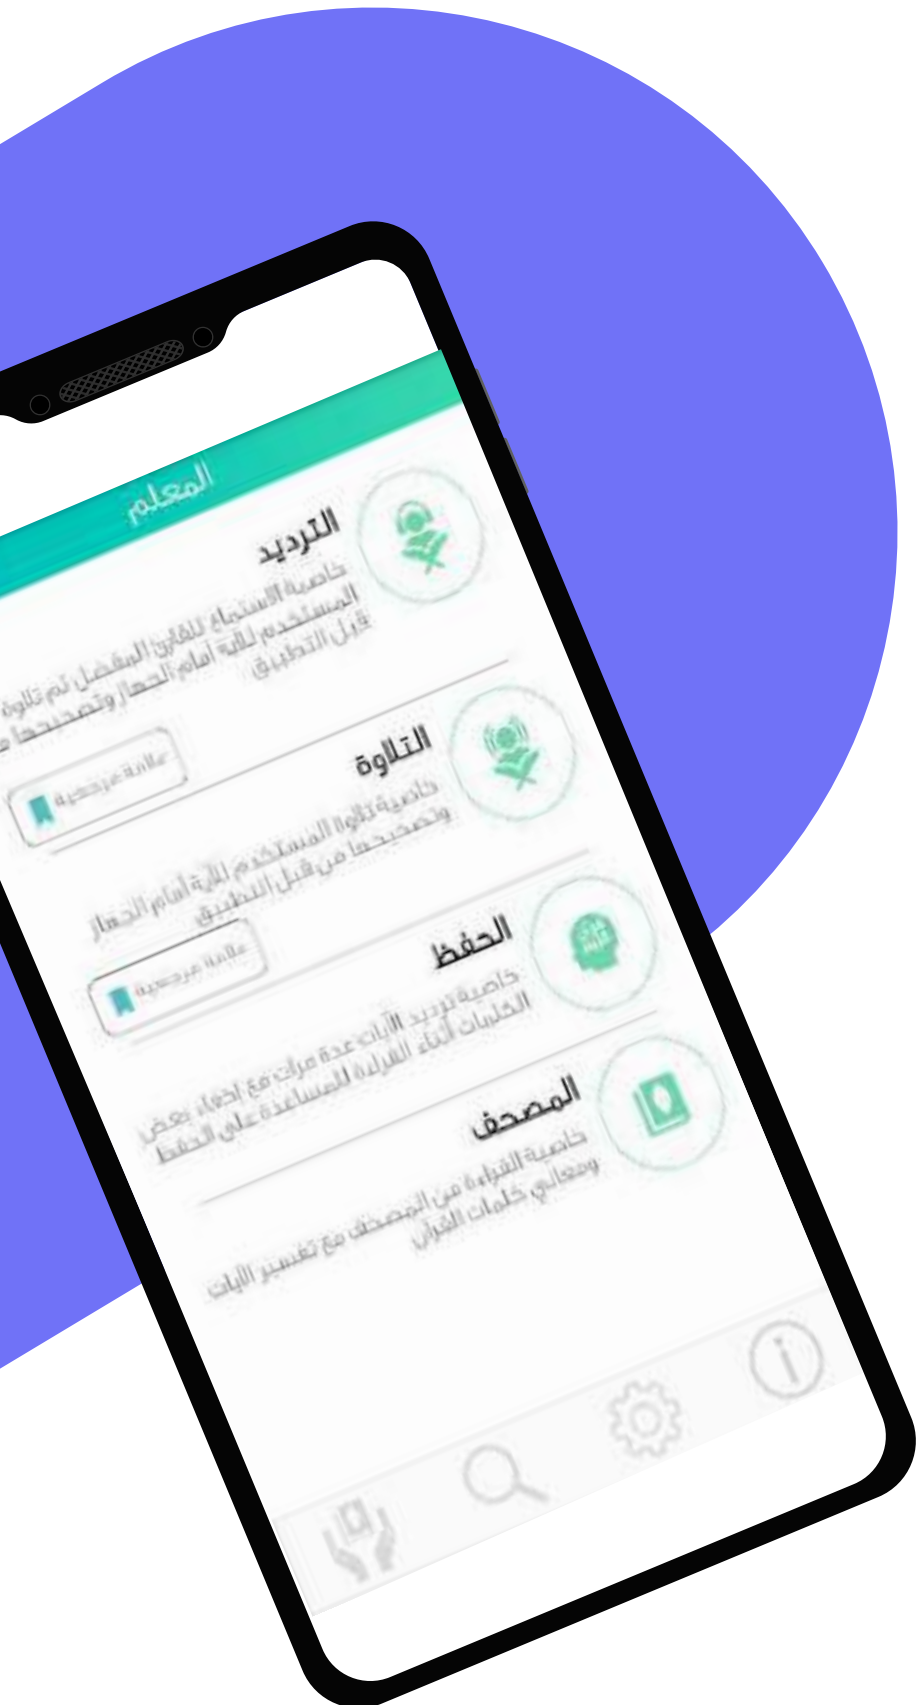 المعلم
الترديد
خاصية الاستماع للقارئ المفضل ثم تلاوة
المستخدم للآية أمام الجهاز وتصحيحها
قبل التطبيق
علامة مرجعية
التلاوة
خاصية تلاوة المستخدم للآية أمام الجهاز
وتصحيحها من قبل التطبيق
علامة مرجعية
الحفظ
خاصية ترديد الآيات عدة مرات مع إخفاء بعض
الكلمات أثناء القراءة للمساعدة على الحفظ
المصحف
خاصية القراءة من المصحف مع تفسير الآيات
ومعاني كلمات القرآن